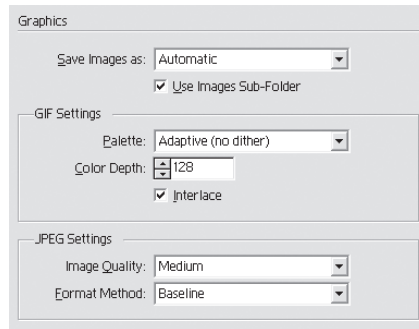 Graphics
Save Images as: Automatic
Use Images Sub-Folder
GIF Settings
Palette: Adaptive (no dither)
Color Depth: 128
Interlace
JPEG Settings
Image Quality: Medium
Format Method: Baseline